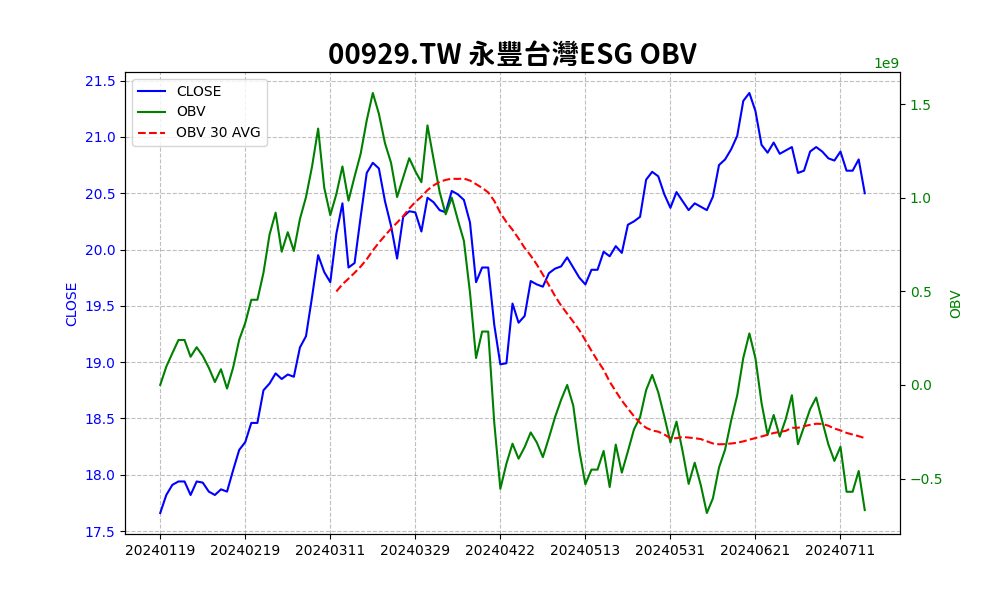 00929.TW 永豐台灣ESG OBV
1e9
CLOSE
OBV
OBV 30 AVG
21.5
21.0
20.5
20.0
19.5
19.0
18.5
18.0
17.5
CLOSE
1.5
1.0
0.5
0.0
−0.5
OBV
20240119 20240219 20240311 20240329 20240422 20240513 20240531 20240621 20240711